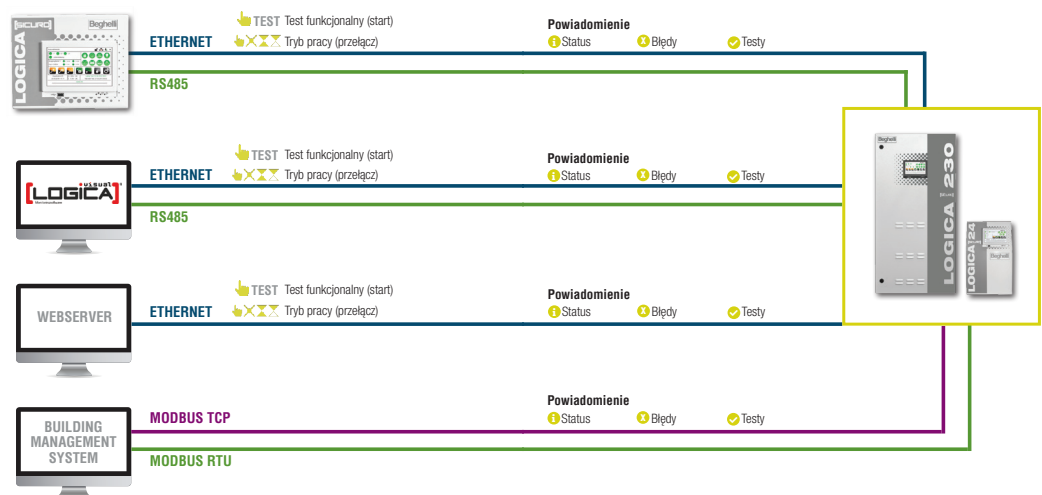 [SICURO] Beghelli
LOGICA
TEST Test funkcjonalny (start)
ETHERNET Tryb pracy (przełącz)
Powiadomienie
Status Błędy Testy
RS485
visual
[LOGICA]
TEST Test funkcjonalny (start)
ETHERNET Tryb pracy (przełącz)
Powiadomienie
Status Błędy Testy
RS485
Beghelli
LOGICA 230
LOGICA 24
Beghelli
WEBSERVER
TEST Test funkcjonalny (start)
ETHERNET Tryb pracy (przełącz)
Powiadomienie
Status Błędy Testy
BUILDING
MANAGEMENT
SYSTEM
MODBUS TCP
Powiadomienie
Status Błędy Testy
MODBUS RTU